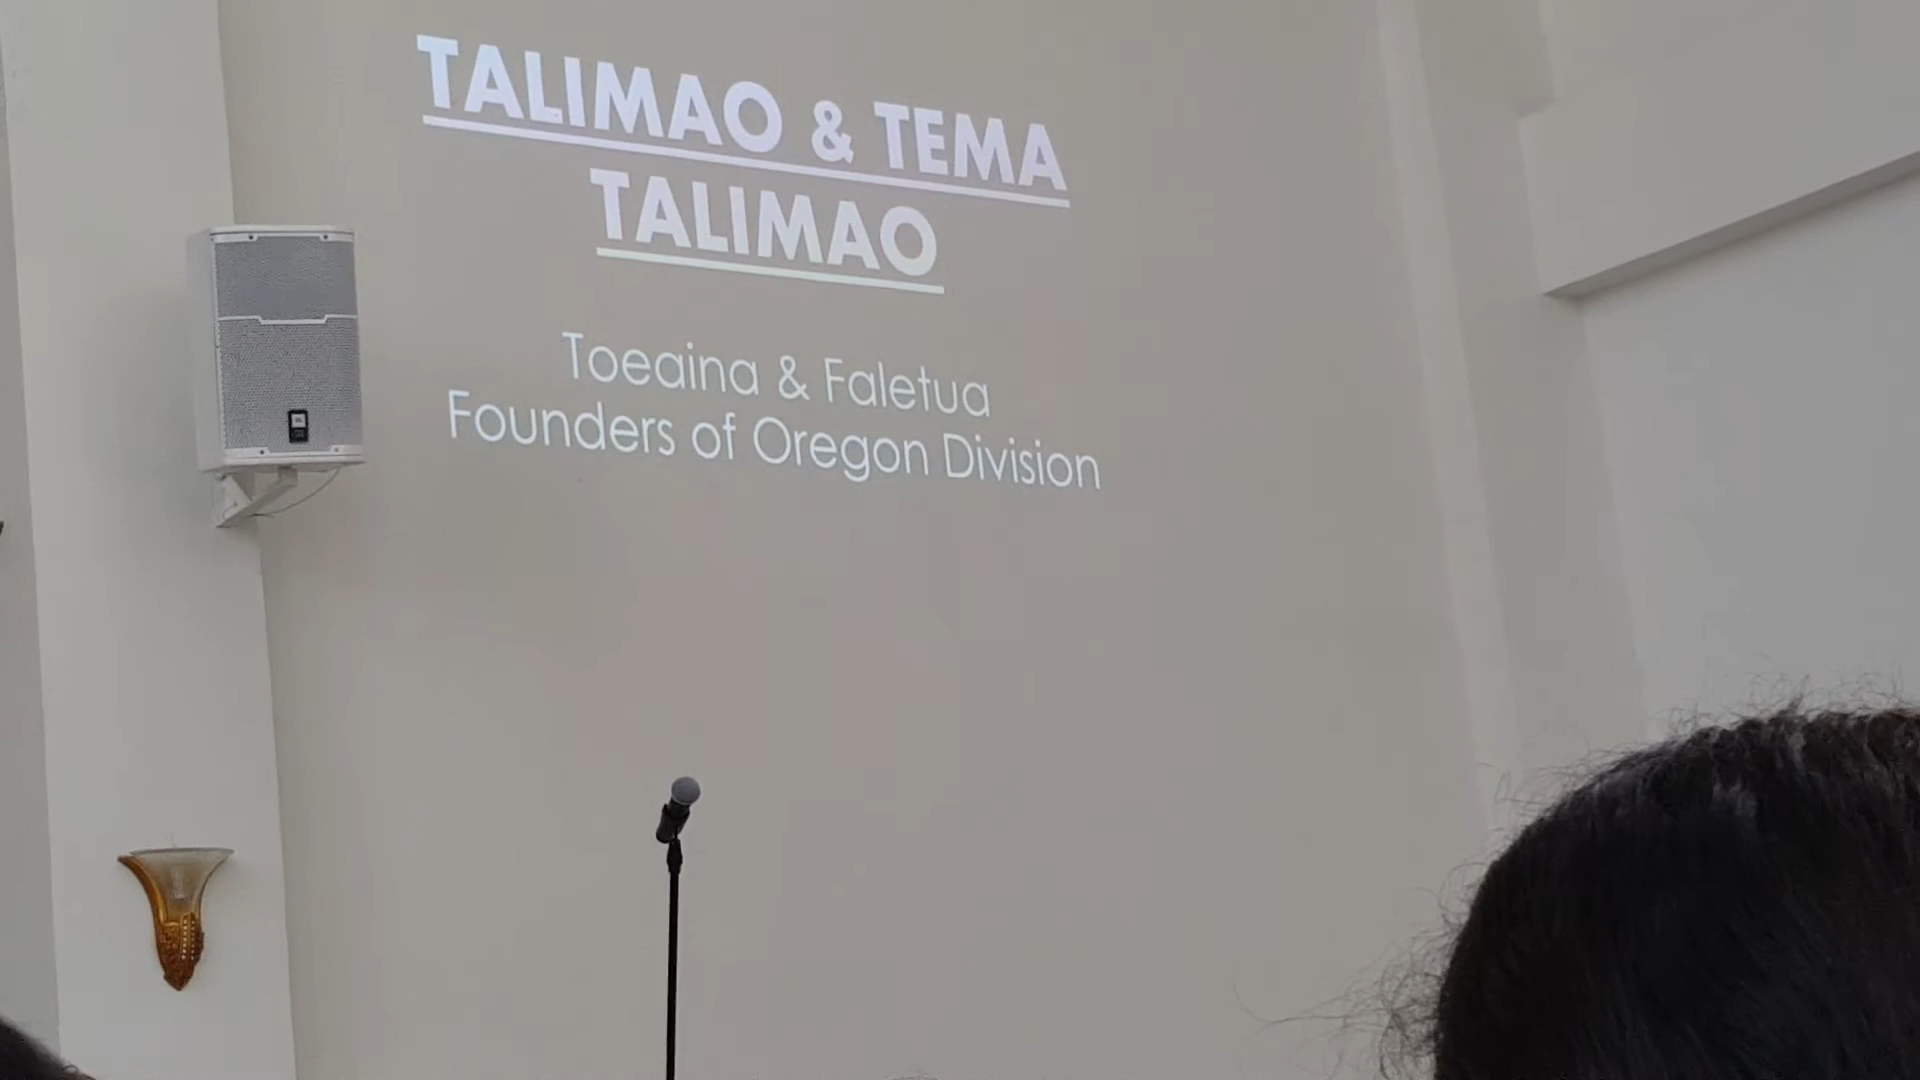 TALIMAO & TEMA
TALIMAO
Toeaina & Faletua
Founders of Oregon Division